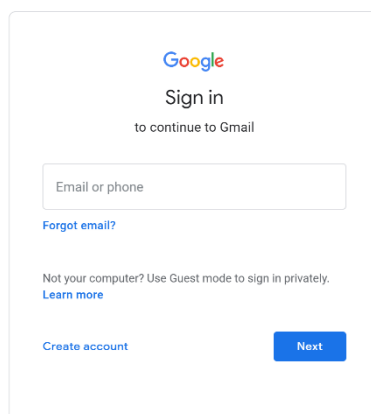 Google
Sign in
to continue to Gmail
Email or phone
Forgot email?
Not your computer? Use Guest mode to sign in privately.
Learn more
Create account
Next